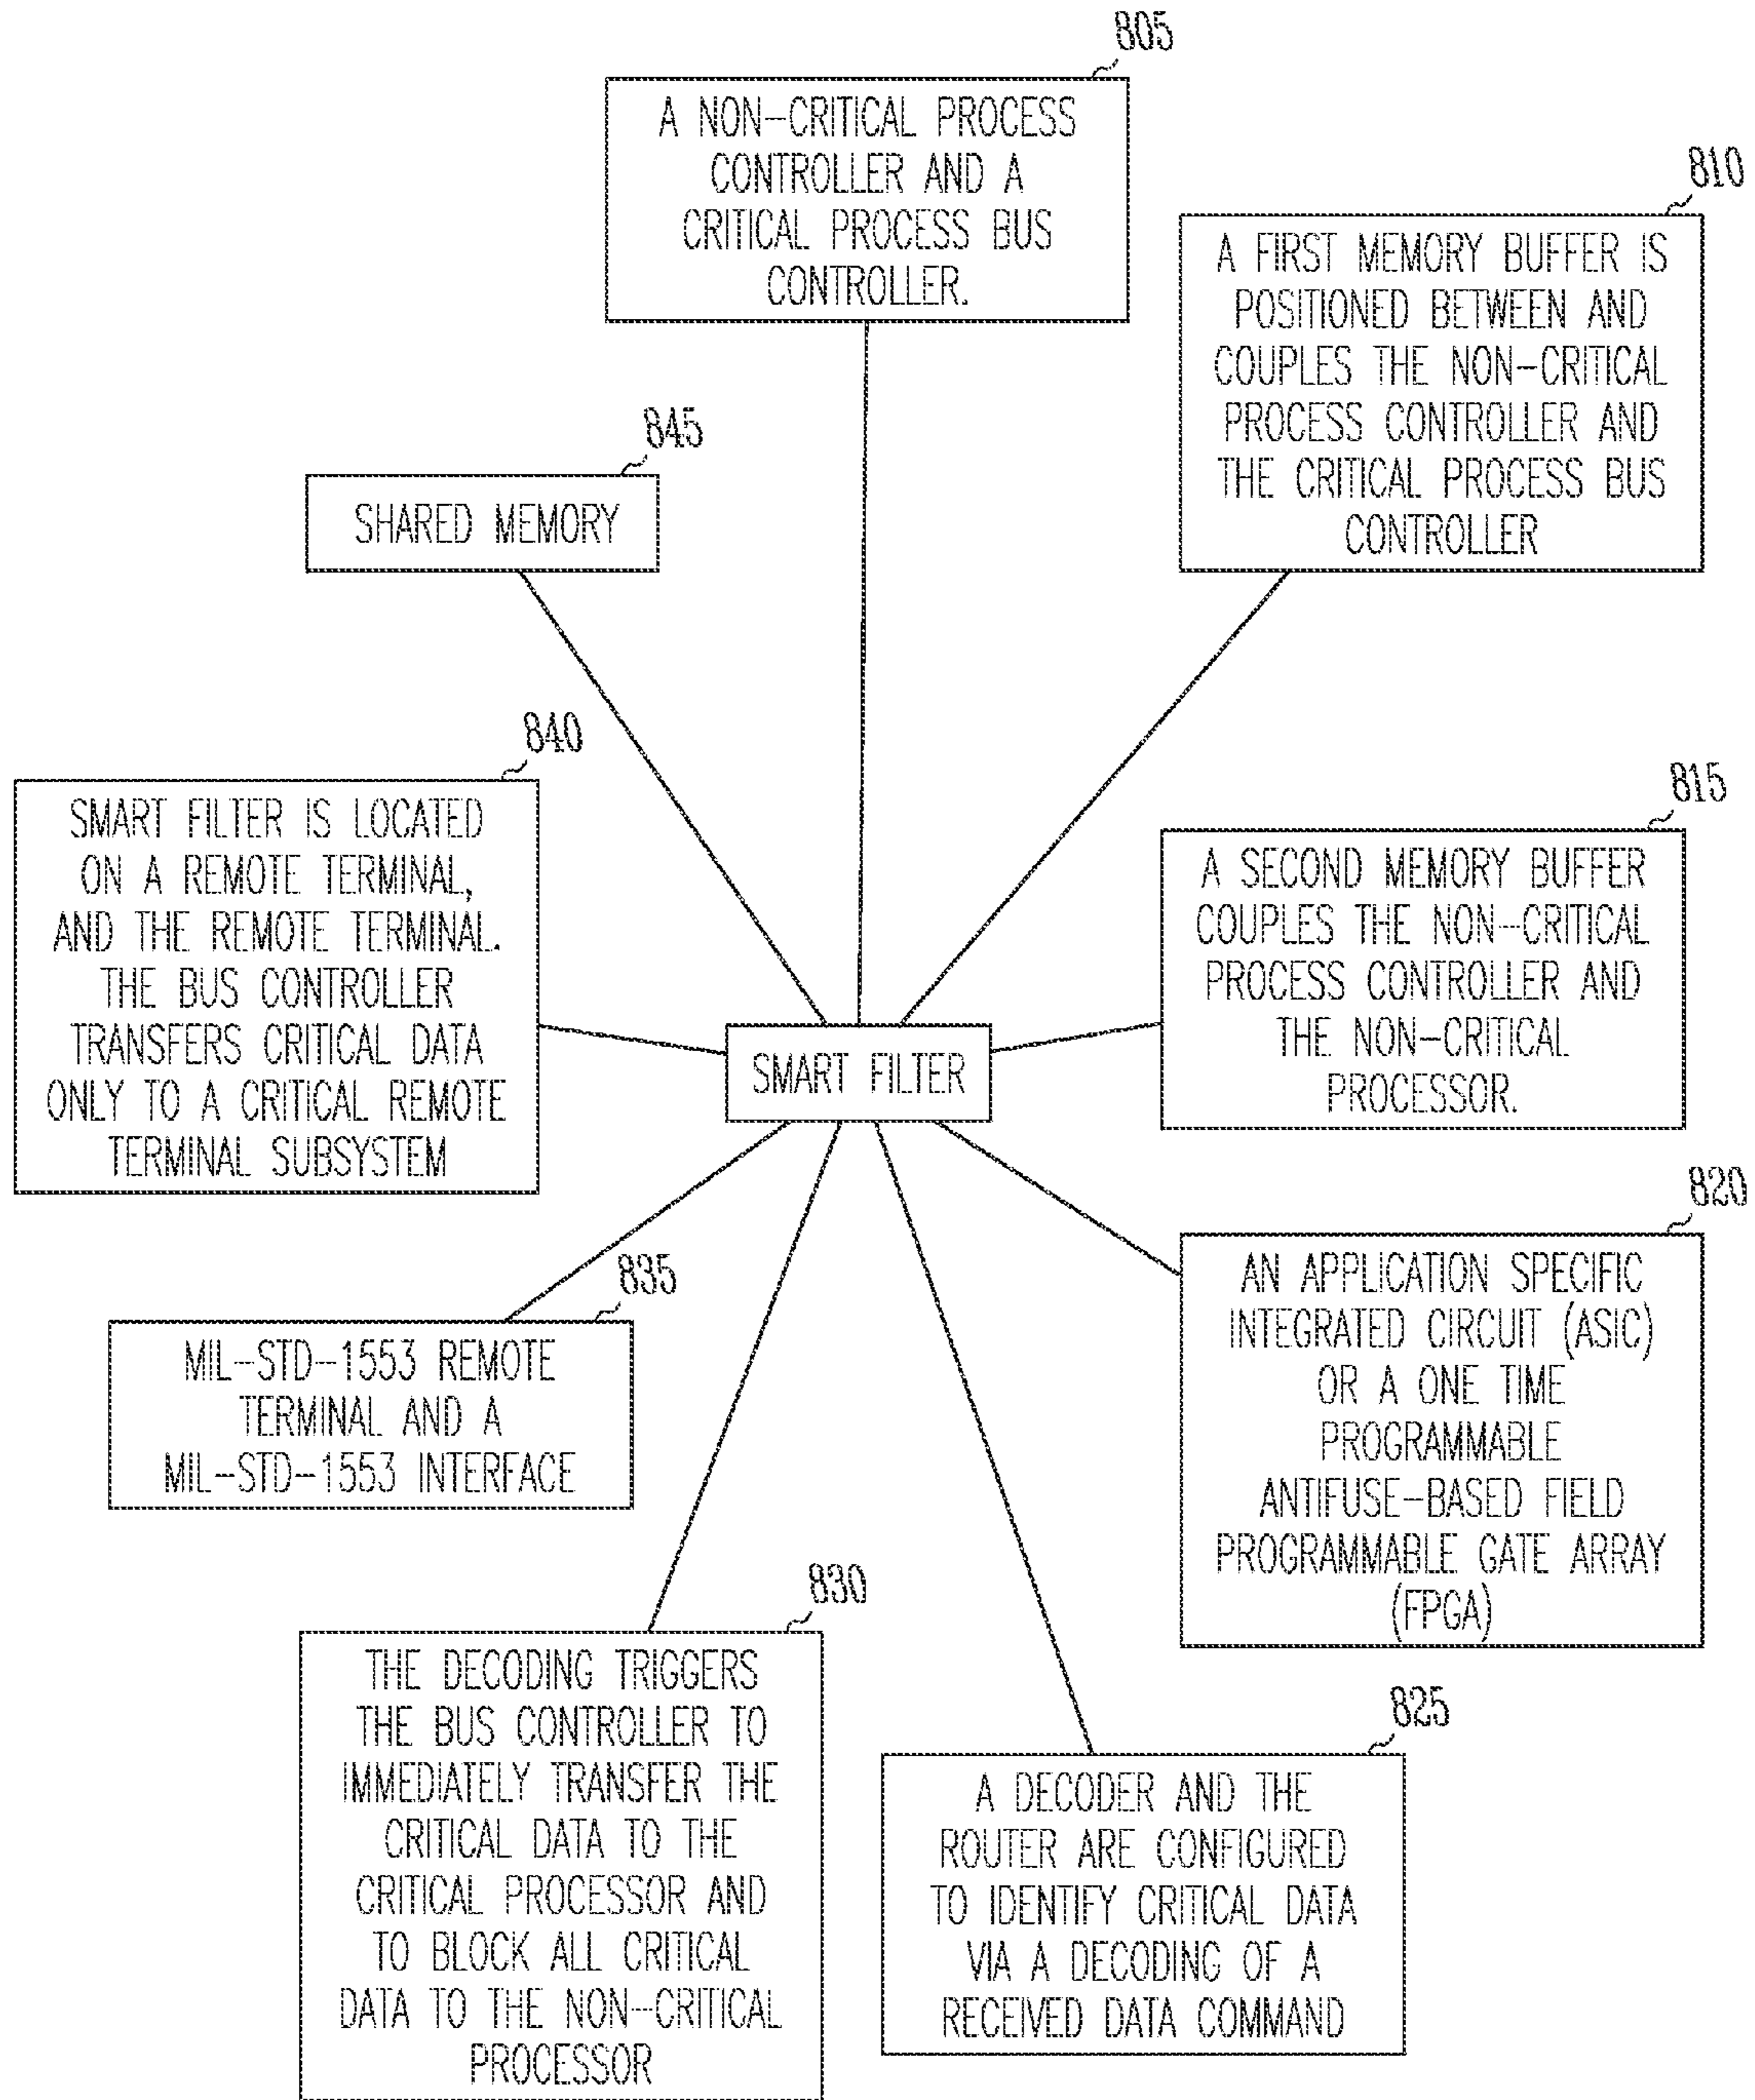 805
A NON-CRITICAL PROCESS
CONTROLLER AND A
CRITICAL PROCESS BUS
CONTROLLER.
810
A FIRST MEMORY BUFFER IS
POSITIONED BETWEEN AND
COUPLES THE NON-CRITICAL
PROCESS CONTROLLER AND
THE CRITICAL PROCESS BUS
CONTROLLER
845
SHARED MEMORY
840
SMART FILTER IS LOCATED
ON A REMOTE TERMINAL,
AND THE REMOTE TERMINAL.
THE BUS CONTROLLER
TRANSFERS CRITICAL DATA
ONLY TO A CRITICAL REMOTE
TERMINAL SUBSYSTEM
815
A SECOND MEMORY BUFFER
COUPLES THE NON-CRITICAL
PROCESS CONTROLLER AND
THE NON-CRITICAL
PROCESSOR.
SMART FILTER
820
AN APPLICATION SPECIFIC
INTEGRATED CIRCUIT (ASIC)
OR A ONE TIME
PROGRAMMABLE
ANTIFUSE-BASED FIELD
PROGRAMMABLE GATE ARRAY
(FPGA)
835
MIL-STD-1553 REMOTE
TERMINAL AND A
MIL-STD-1553 INTERFACE
830
THE DECODING TRIGGERS
THE BUS CONTROLLER TO
IMMEDIATELY TRANSFER THE
CRITICAL DATA TO THE
CRITICAL PROCESSOR AND
TO BLOCK ALL CRITICAL
DATA TO THE NON-CRITICAL
PROCESSOR
825
A DECODER AND THE
ROUTER ARE CONFIGURED
TO IDENTIFY CRITICAL DATA
VIA A DECODING OF A
RECEIVED DATA COMMAND